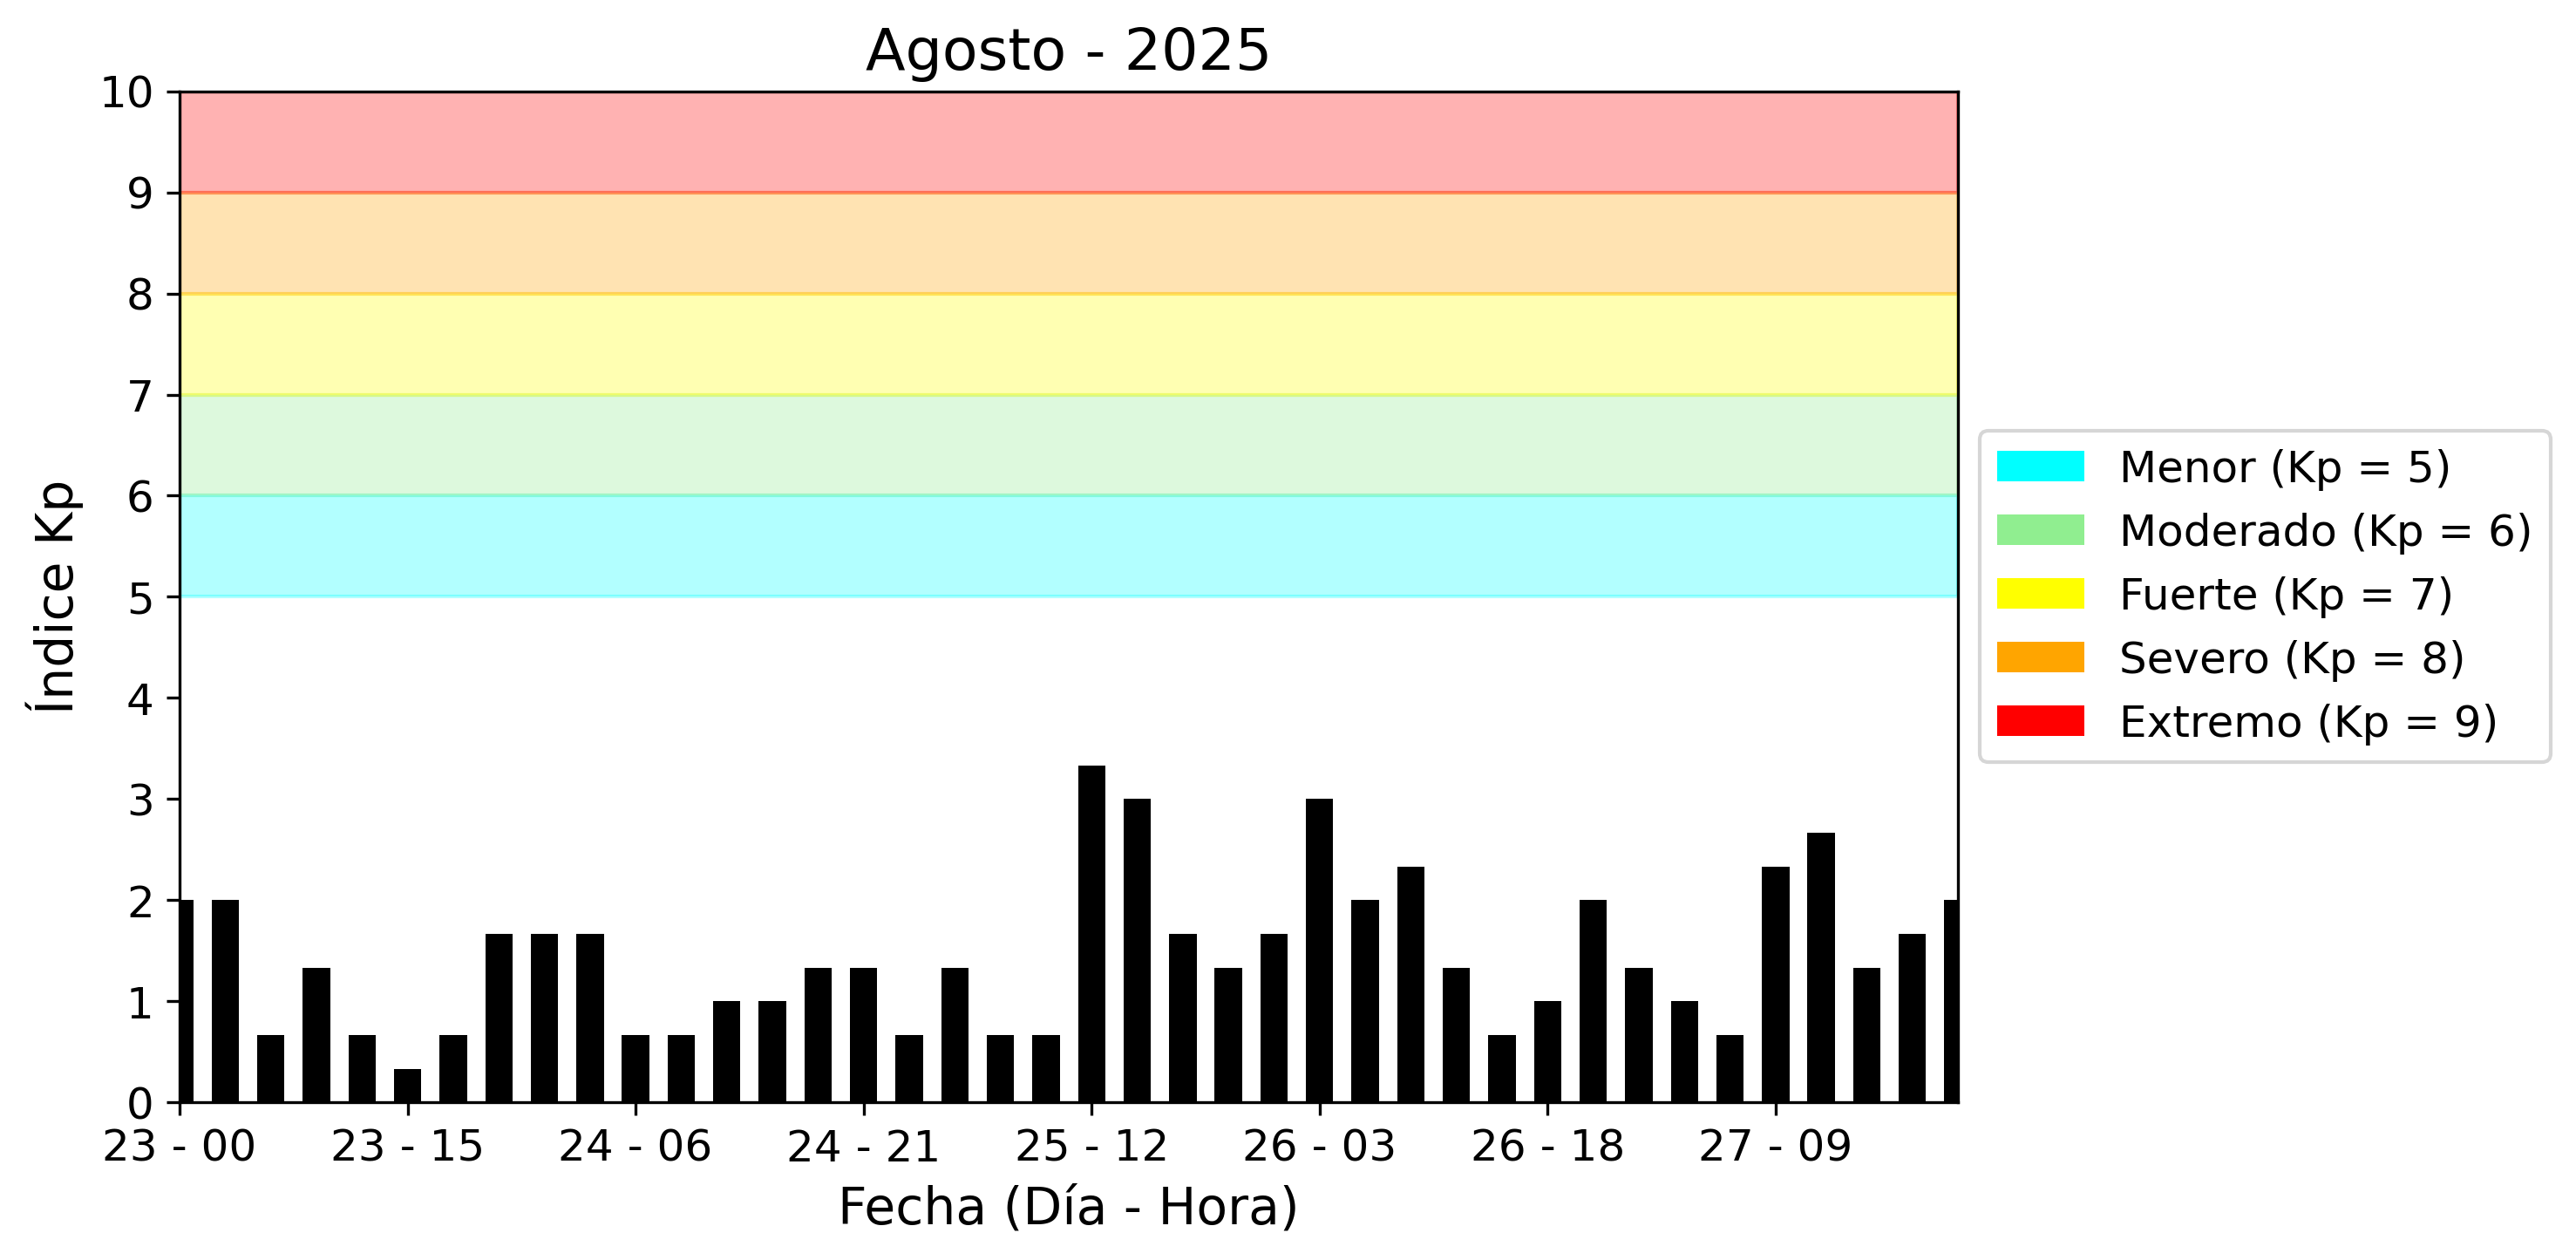 Agosto - 2025
Índice Kp
10
9
8
7
6
5
4
3
2
1
0
23 - 00
23 - 15
24 - 06
24 - 21
25 - 12
26 - 03
26 - 18
27 - 09
Fecha (Día - Hora)
Menor (Kp = 5)
Moderado (Kp = 6)
Fuerte (Kp = 7)
Severo (Kp = 8)
Extremo (Kp = 9)